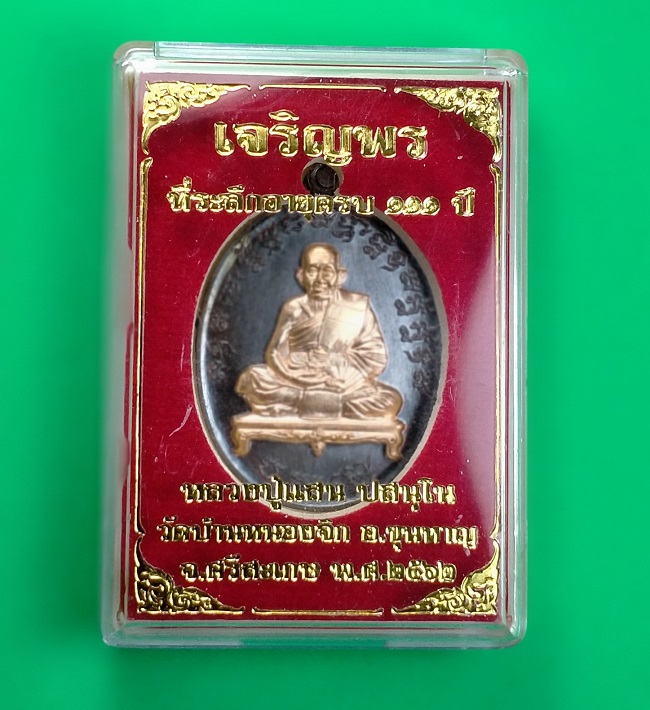 เจริญพร
ที่ระลึกอายุครบ ๑๑๑ ปี
หลวงปู่แสน ปสนฺโน
วัดบ้านหนองจิก อ.ขุนหาญ
จ.ศรีสะเกษ พ.ศ.๒๕๖๒